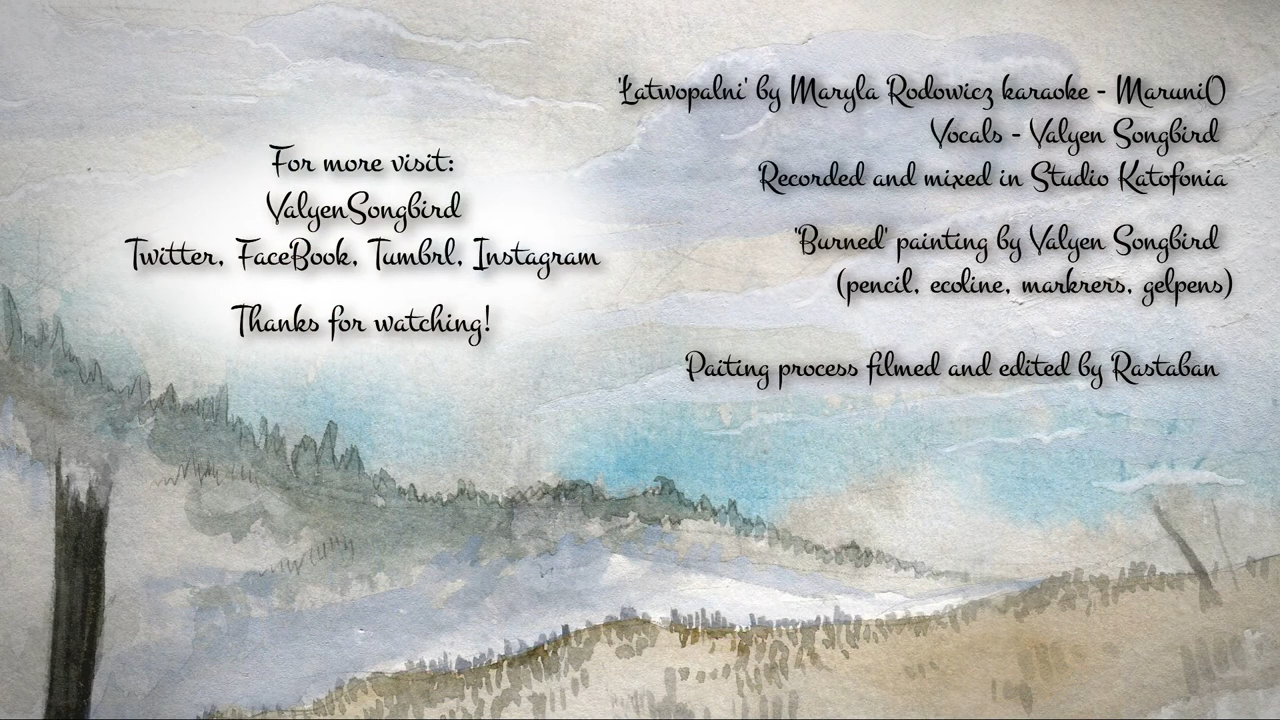 For more visit:
ValyenSongbird
Twitter, FaceBook, Tumbrl, Instagram
Thanks for watching!
'Łatwopalni' by Maryla Rodowicz karaoke - MaruniO
Vocals - Valyen Songbird
Recorded and mixed in Studio Katofonia
'Burned' painting by Valyen Songbird
(pencil, ecoline, markrers, gelpens)
Paiting process filmed and edited by Rastaban